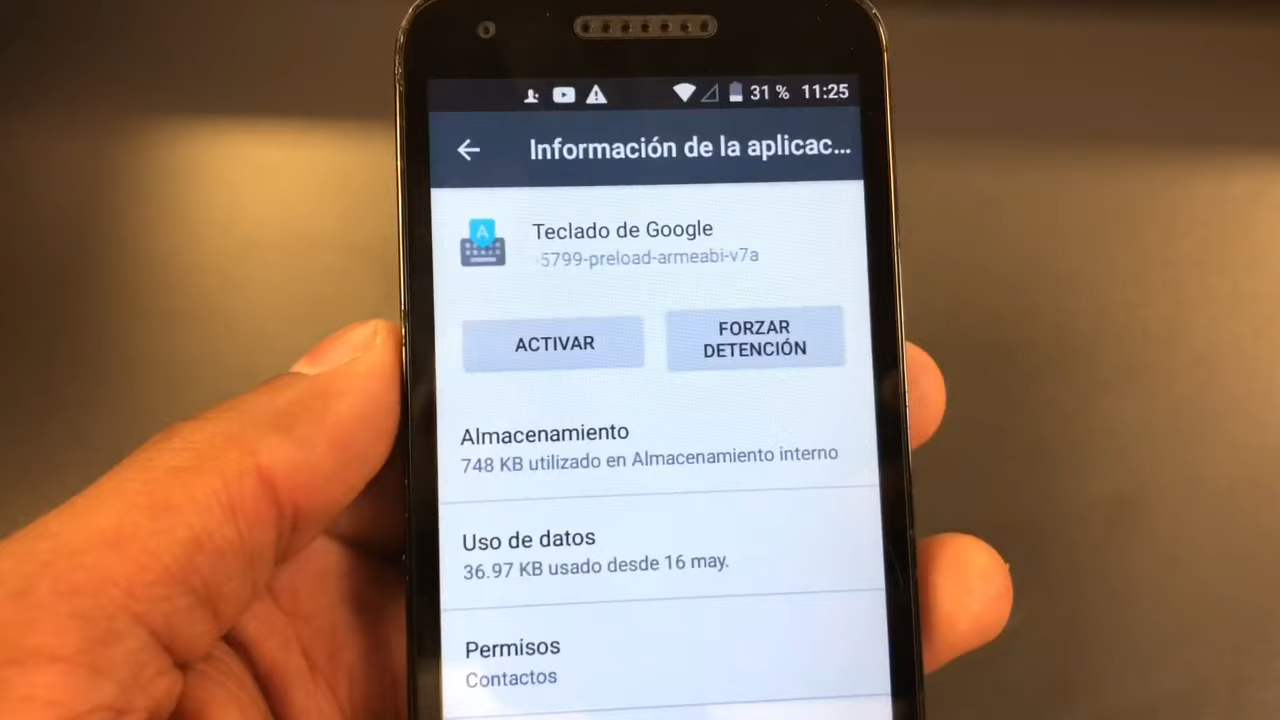 31 % 11:25
Información de la aplicac...
Teclado de Google
5799-preload-armeabi-v7a
ACTIVAR
FORZAR
DETENCIÓN
Almacenamiento
748 KB utilizado en Almacenamiento interno
Uso de datos
36.97 KB usado desde 16 may.
Permisos
Contactos